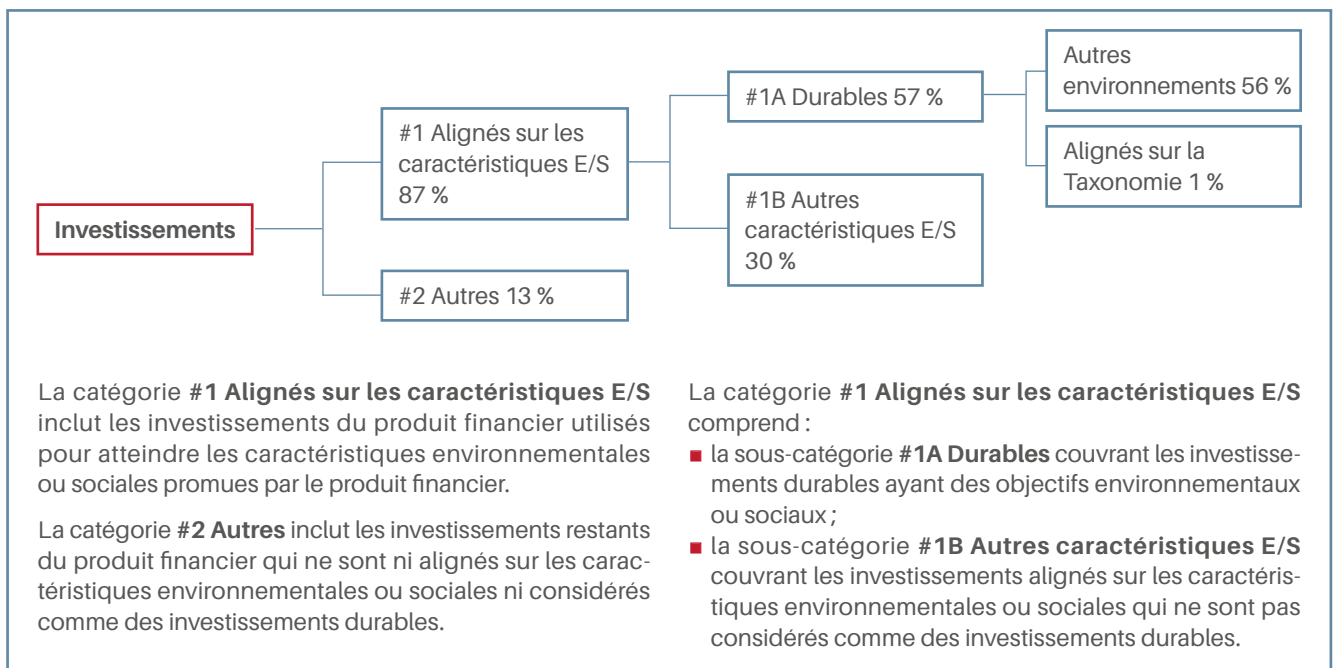 Investissements
#1 Alignés sur les
caractéristiques E/S
87 %
#2 Autres 13 %
#1A Durables 57 %
#1B Autres
caractéristiques E/S
30 %
Autres
environnements 56 %
Alignés sur la
Taxonomie 1 %
La catégorie #1 Alignés sur les caractéristiques E/S
inclut les investissements du produit financier utilisés
pour atteindre les caractéristiques environnementales
ou sociales promues par le produit financier.
La catégorie #2 Autres inclut les investissements restants
du produit financier qui ne sont ni alignés sur les carac-
téristiques environnementales ou sociales ni considérés
comme des investissements durables.
La catégorie #1 Alignés sur les caractéristiques E/S
comprend :
■ la sous-catégorie #1A Durables couvrant les investisse-
ments durables ayant des objectifs environnementaux
ou sociaux ;
■ la sous-catégorie #1B Autres caractéristiques E/S
couvrant les investissements alignés sur les caractéris-
tiques environnementales ou sociales qui ne sont pas
considérés comme des investissements durables.